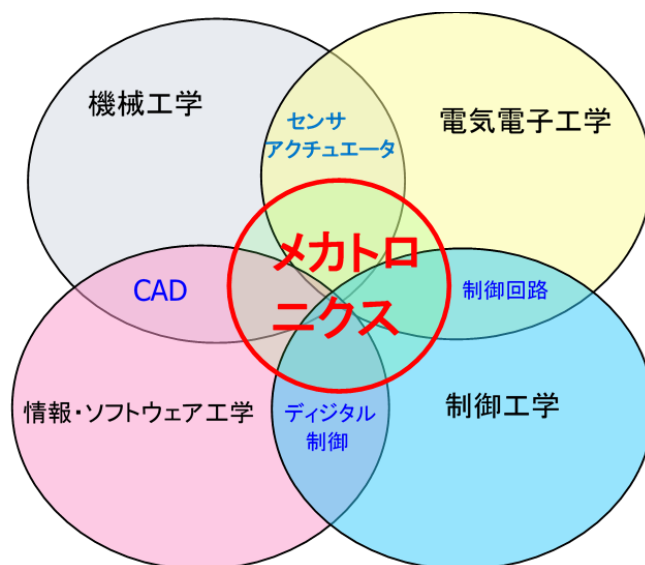 機械工学
センサ
アクチュエータ
電気電子工学
メカトロ
ニクス
CAD
制御回路
情報・ソフトウェア工学
ディジタル
制御
制御工学